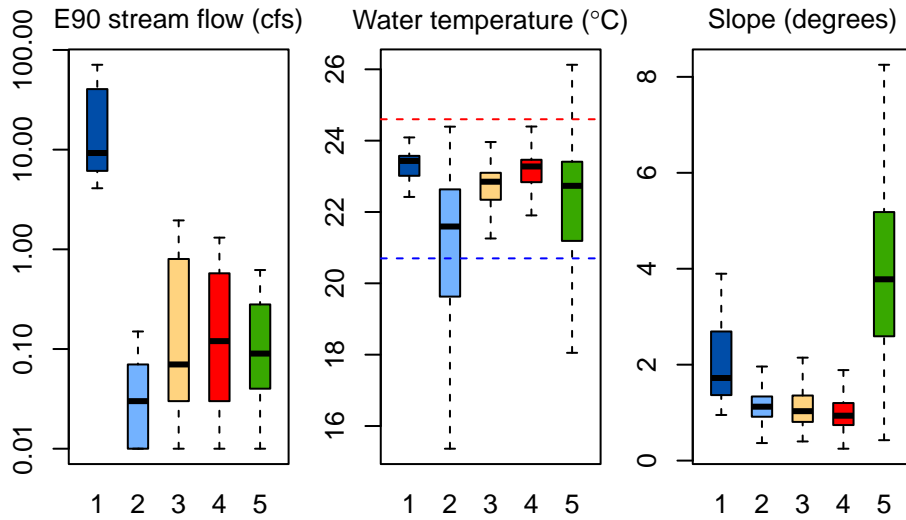 E90 stream flow (cfs)
100.00
10.00
1.00
0.10
0.01
1 2 3 4 5
Water temperature (°C)
26
24
22
20
18
16
1 2 3 4 5
Slope (degrees)
8
6
4
2
0
1 2 3 4 5